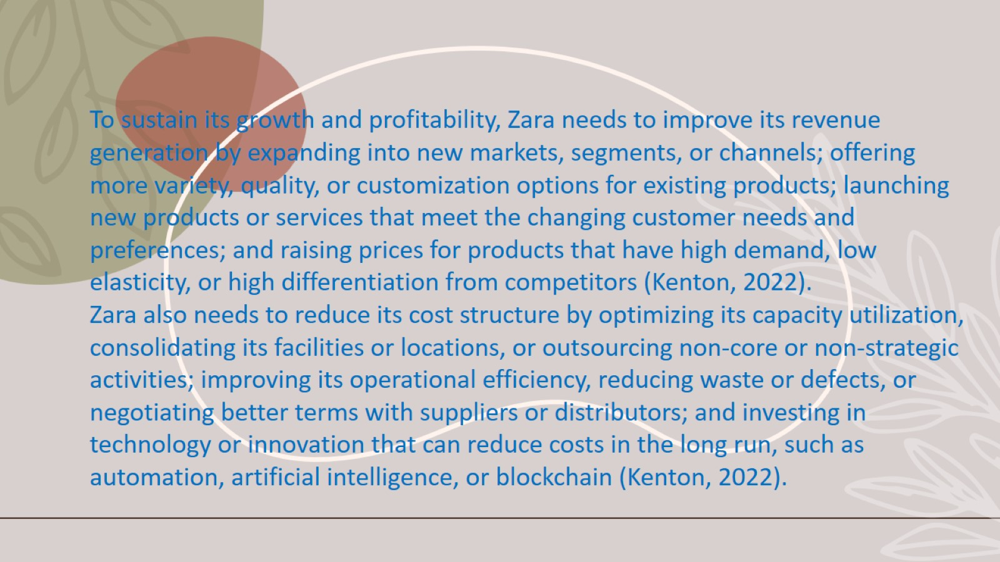 To sustain its growth and profitability, Zara needs to improve its revenue
generation by expanding into new markets, segments, or channels; offering
more variety, quality, or customization options for existing products; launching
new products or services that meet the changing customer needs and
preferences; and raising prices for products that have high demand, low
elasticity, or high differentiation from competitors (Kenton, 2022).
Zara also needs to reduce its cost structure by optimizing its capacity utilization,
consolidating its facilities or locations, or outsourcing non-core or non-strategic
activities; improving its operational efficiency, reducing waste or defects, or
negotiating better terms with suppliers or distributors; and investing in
technology or innovation that can reduce costs in the long run, such as
automation, artificial intelligence, or blockchain (Kenton, 2022).